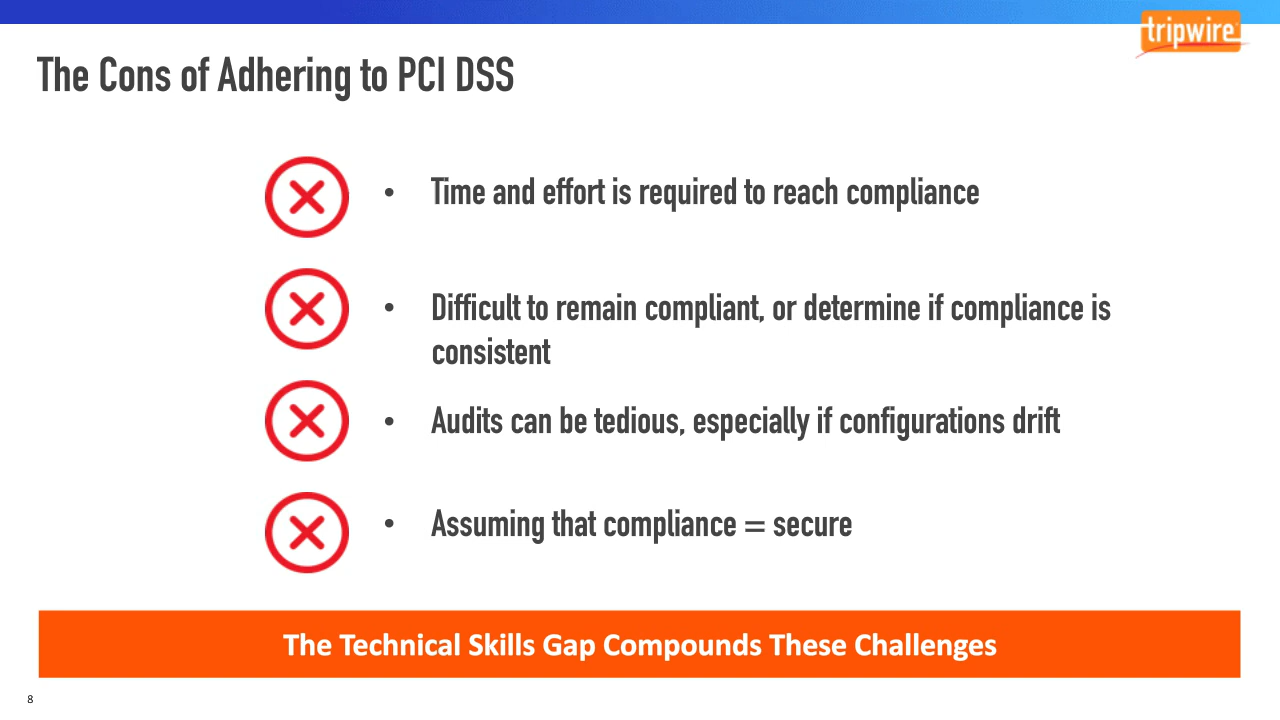 tripwire
The Cons of Adhering to PCI DSS
• Time and effort is required to reach compliance
• Difficult to remain compliant, or determine if compliance is
consistent
• Audits can be tedious, especially if configurations drift
• Assuming that compliance = secure
The Technical Skills Gap Compounds These Challenges
8